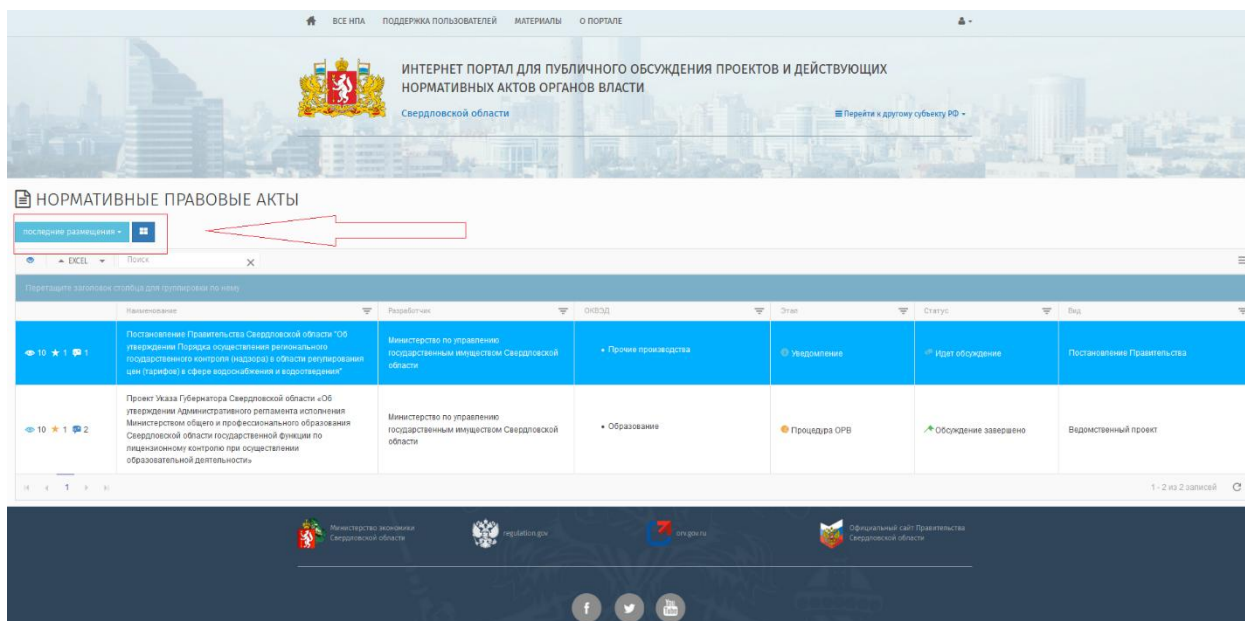 ВСЕ НПА ПОДДЕРЖКА ПОЛЬЗОВАТЕЛЕЙ МАТЕРИАЛЫ О ПОРТАЛЕ
ИНТЕРНЕТ ПОРТАЛ ДЛЯ ПУБЛИЧНОГО ОБСУЖДЕНИЯ ПРОЕКТОВ И ДЕЙСТВУЮЩИХ
НОРМАТИВНЫХ АКТОВ ОРГАНОВ ВЛАСТИ
Свердловской области
Перейти к другому субъекту РФ
НОРМАТИВНЫЕ ПРАВОВЫЕ АКТЫ
последние размещения
EXCEL Поиск
Перетащите заголовок столбца для группировки по нему
Наименование Разработчик ОКВЭД Этап Статус Вид
10 1 1
Постановление Правительства Свердловской области "Об
утверждении Порядка осуществления регионального
государственного контроля (надзора) в области регулирования
цен (тарифов) в сфере водоснабжения и водоотведения"
Министерство по управлению
государственным имуществом Свердловской
области
• Прочие производства
Уведомление
Идет обсуждение
Постановление Правительства
10 1 2
Проект Указа Губернатора Свердловской области «Об
утверждении Административного регламента исполнения
Министерством общего и профессионального образования
Свердловской области государственной функции по
лицензионному контролю при осуществлении
образовательной деятельности»
Министерство по управлению
государственным имуществом Свердловской
области
• Образование
Процедура ОРВ
Обсуждение завершено
Ведомственный проект
1
1 - 2 из 2 записей
Министерство экономики
Свердловской области
regulation.gov
orv.gov.ru
Официальный сайт Правительства
Свердловской области
You
Tube